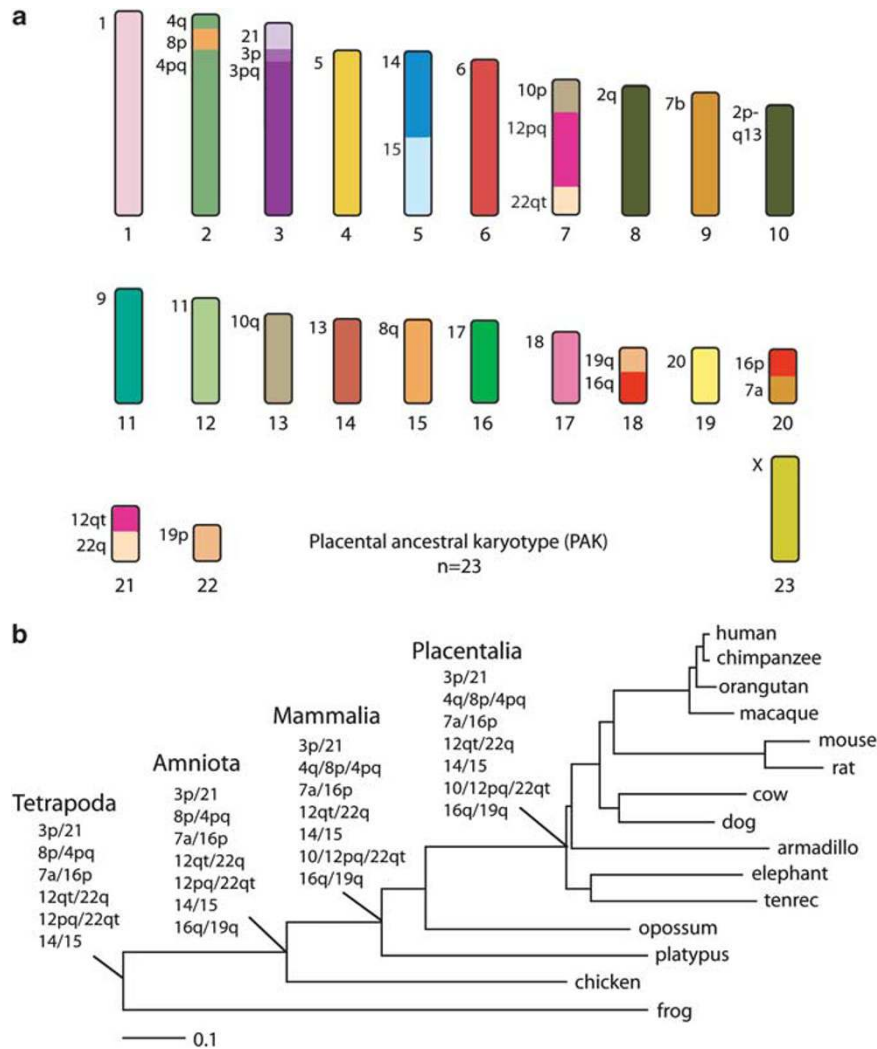 a
1
4q
8p
4pq
21
3p
3pq
5
14
15
6
10p
12pq
22qt
2q
7b
2p-
q13
1 2 3 4 5 6 7 8 9 10
9
11
10q
13
8q
17
18
19q
16q
20
16p
7a
11 12 13 14 15 16 17 18 19 20
12qt
22q
19p
X
21 22 23
Placental ancestral karyotype (PAK)
n=23
b
Tetrapoda
3p/21
8p/4pq
7a/16p
12qt/22q
12pq/22qt
14/15
Amniota
3p/21
8p/4pq
7a/16p
12qt/22q
12pq/22qt
14/15
16q/19q
Mammalia
3p/21
4q/8p/4pq
7a/16p
12qt/22q
14/15
10/12pq/22qt
16q/19q
Placentalia
3p/21
4q/8p/4pq
7a/16p
12qt/22q
14/15
10/12pq/22qt
16q/19q
human
chimpanzee
orangutan
macaque
mouse
rat
cow
dog
armadillo
elephant
tenrec
opossum
platypus
chicken
frog
0.1